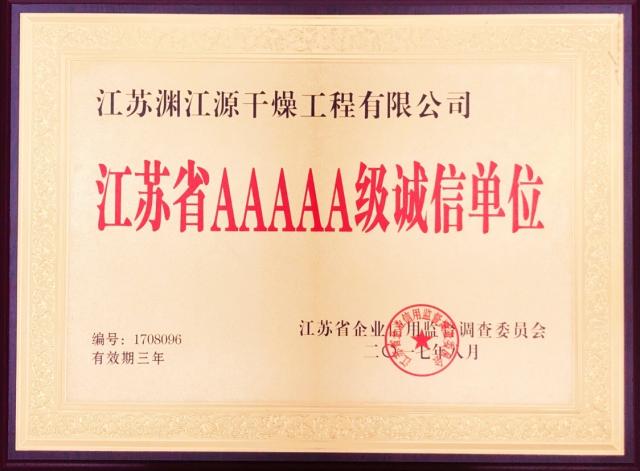 江苏渊江源干燥工程有限公司
江苏省AAAAA级诚信单位
编号：1708096
有效期三年
江苏省企业信用监督调查委员会
二〇一七年八月